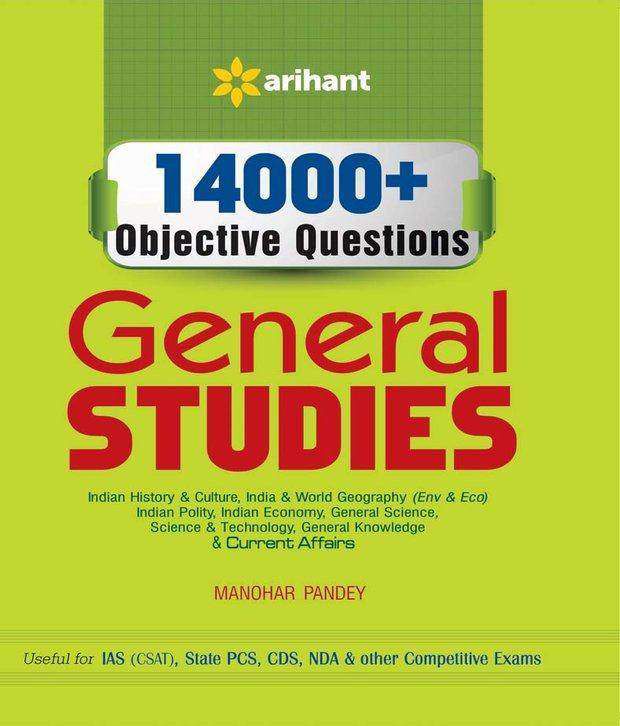 arihant
14000+
Objective Questions
General
STUDIES
Indian History & Culture, India & World Geography (Env & Eco)
Indian Polity, Indian Economy, General Science,
Science & Technology, General Knowledge
& Current Affairs
MANOHAR PANDEY
Useful for IAS (CSAT), State PCS, CDS, NDA & other Competitive Exams